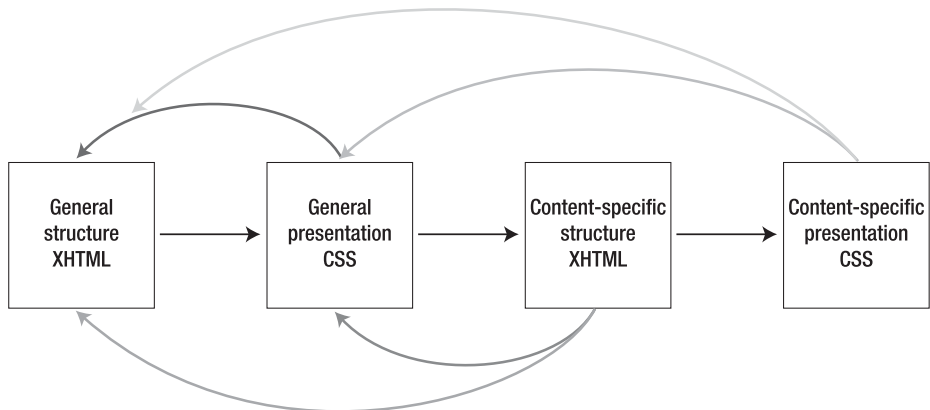 General
structure
XHTML
General
presentation
CSS
Content-specific
structure
XHTML
Content-specific
presentation
CSS